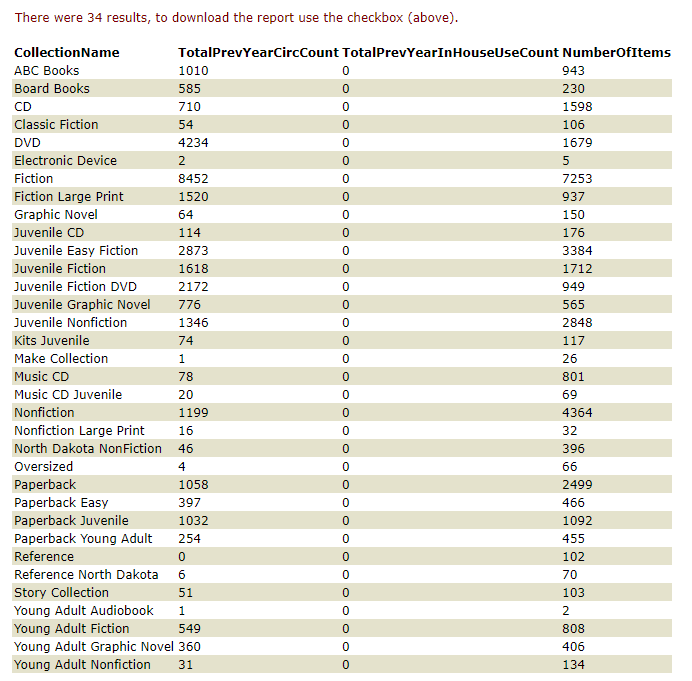 There were 34 results, to download the report use the checkbox (above).
CollectionName TotalPrevYearCircCount TotalPrevYearInHouseUseCount NumberOfItems
ABC Books 1010 0 943
Board Books 585 0 230
CD 710 0 1598
Classic Fiction 54 0 106
DVD 4234 0 1679
Electronic Device 2 0 5
Fiction 8452 0 7253
Fiction Large Print 1520 0 937
Graphic Novel 64 0 150
Juvenile CD 114 0 176
Juvenile Easy Fiction 2873 0 3384
Juvenile Fiction 1618 0 1712
Juvenile Fiction DVD 2172 0 949
Juvenile Graphic Novel 776 0 565
Juvenile Nonfiction 1346 0 2848
Kits Juvenile 74 0 117
Make Collection 1 0 26
Music CD 78 0 801
Music CD Juvenile 20 0 69
Nonfiction 1199 0 4364
Nonfiction Large Print 16 0 32
North Dakota NonFiction 46 0 396
Oversized 4 0 66
Paperback 1058 0 2499
Paperback Easy 397 0 466
Paperback Juvenile 1032 0 1092
Paperback Young Adult 254 0 455
Reference 0 0 102
Reference North Dakota 6 0 70
Story Collection 51 0 103
Young Adult Audiobook 1 0 2
Young Adult Fiction 549 0 808
Young Adult Graphic Novel 360 0 406
Young Adult Nonfiction 31 0 134